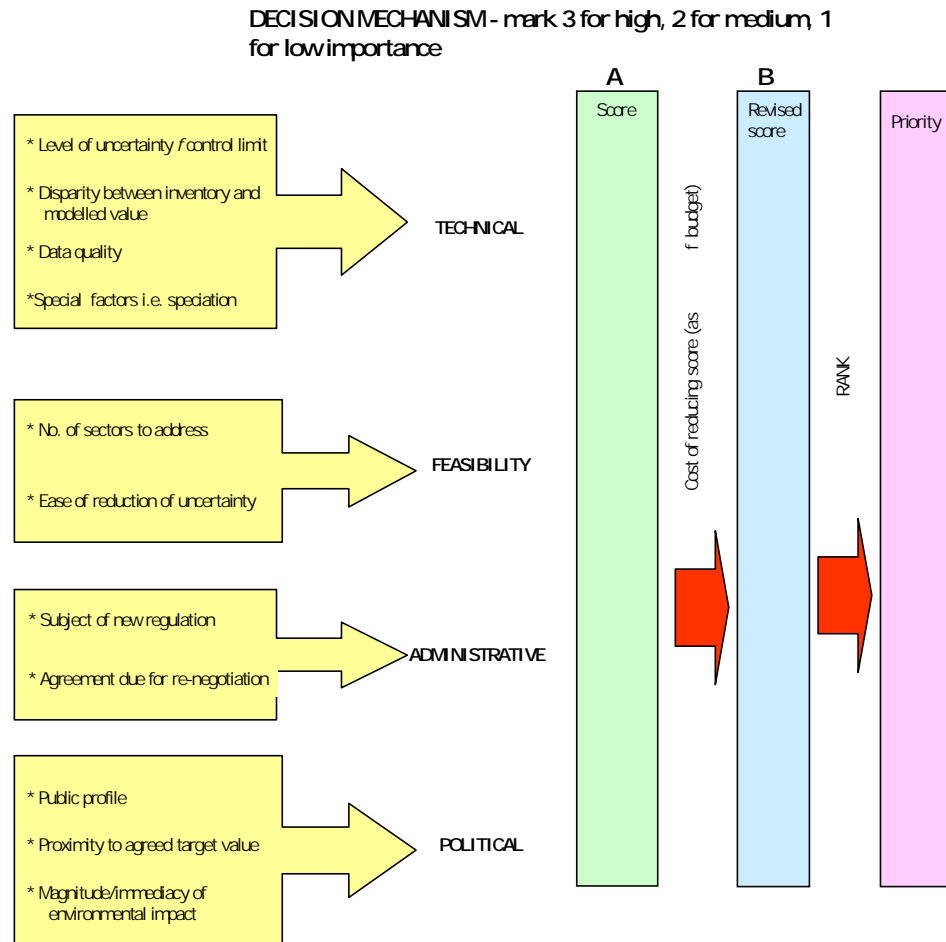 DECISION MECHANISM - mark 3 for high, 2 for medium, 1
for low importance
A
B
Score
Revised
score
Priority
* Level of uncertainty f control limit
* Disparity between inventory and
modelled value
* Data quality
*Special factors i.e. speciation
TECHNICAL
* No. of sectors to address
* Ease of reduction of uncertainty
FEASIBILITY
* Subject of new regulation
* Agreement due for re-negotiation
ADMINISTRATIVE
* Public profile
* Proximity to agreed target value
* Magnitude/immediacy of
environmental impact
POLITICAL
Cost of reducing score (as f budget)
RANK